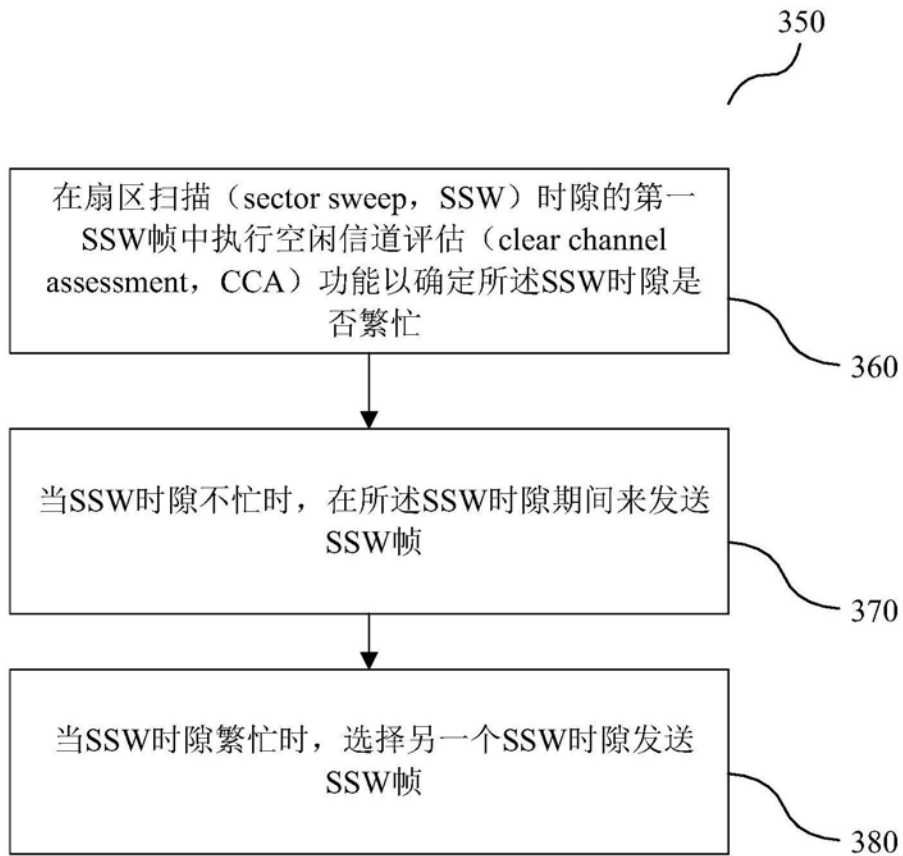 350
在扇区扫描（sector sweep，SSW）时隙的第一
SSW帧中执行空闲信道评估（clear channel
assessment，CCA）功能以确定所述SSW时隙是
否繁忙
360
当SSW时隙不忙时，在所述SSW时隙期间来发送
SSW帧
370
当SSW时隙繁忙时，选择另一个SSW时隙发送
SSW帧
380